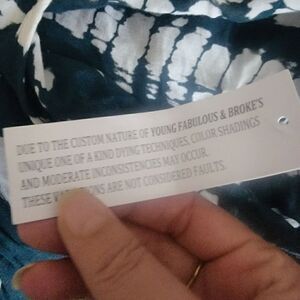 DUE TO THE CUSTOM NATURE OF YOUNG FABULOUS & BROKE'S
UNIQUE ONE OF A KIND DYING TECHNIQUES, COLOR SHADINGS
AND MODERATE INCONSISTENCIES MAY OCCUR.
THESE ARE NOT CONSIDERED FAULTS.